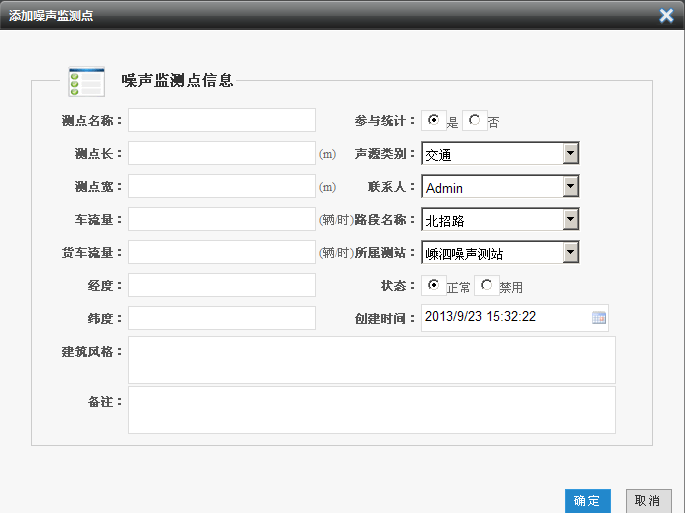 添加噪声监测点
噪声监测点信息
测点名称： 参与统计： 是 否
测点长： (m) 声源类别： 交通
测点宽： (m) 联系人： Admin
车流量： (辆/时) 路段名称： 北招路
货车流量： (辆/时) 所属测站： 嵊泗噪声测站
经度： 状态： 正常 禁用
纬度： 创建时间： 2013/9/23 15:32:22
建筑风格：
备注：
确定 取消